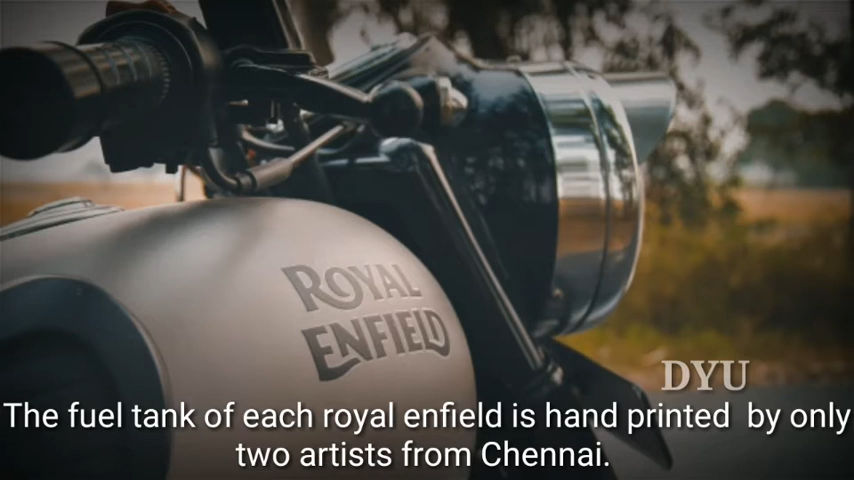 ROYAL
ENFIELD
DYU
The fuel tank of each royal enfield is hand printed by only
two artists from Chennai.